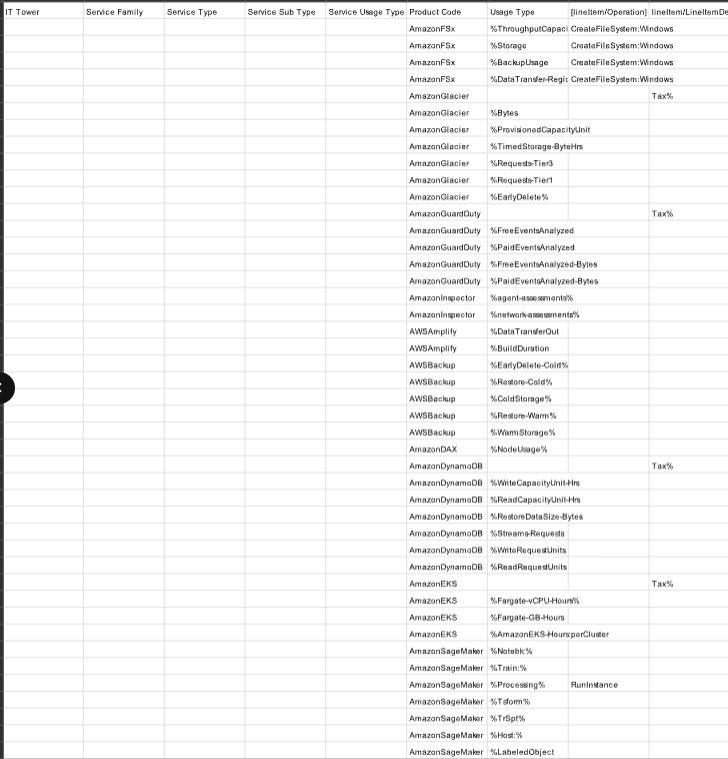 IT Tower Service Family Service Type Service Sub Type Service Usage Type Product Code Usage Type [lineItem/Operation] lineItem/LineItemDe
AmazonFSx %ThroughputCapaci CreateFileSystem:Windows
AmazonFSx %Storage CreateFileSystem:Windows
AmazonFSx %BackupUsage CreateFileSystem:Windows
AmazonFSx %DataTransfer-Regic CreateFileSystem:Windows
AmazonGlacier Tax%
AmazonGlacier %Bytes
AmazonGlacier %ProvisionedCapacityUnit
AmazonGlacier %TimedStorage-ByteHrs
AmazonGlacier %Requests-Tier3
AmazonGlacier %Requests-Tier1
AmazonGlacier %EarlyDelete%
AmazonGuardDuty Tax%
AmazonGuardDuty %FreeEventsAnalyzed
AmazonGuardDuty %PaidEventsAnalyzed
AmazonGuardDuty %FreeEventsAnalyzed-Bytes
AmazonGuardDuty %PaidEventsAnalyzed-Bytes
AmazonInspector %agent-assessments%
AmazonInspector %network-assessments%
AWSAmplify %DataTransferOut
AWSAmplify %BuildDuration
AWSBackup %EarlyDelete-Cold%
AWSBackup %Restore-Cold%
AWSBackup %ColdStorage%
AWSBackup %Restore-Warm%
AWSBackup %WarmStorage%
AmazonDAX %NodeUsage%
AmazonDynamoDB Tax%
AmazonDynamoDB %WriteCapacityUnit-Hrs
AmazonDynamoDB %ReadCapacityUnit-Hrs
AmazonDynamoDB %RestoreDataSize-Bytes
AmazonDynamoDB %Streams-Requests
AmazonDynamoDB %WriteRequestUnits
AmazonDynamoDB %ReadRequestUnits
AmazonEKS Tax%
AmazonEKS %Fargate-vCPU-Hours%
AmazonEKS %Fargate-GB-Hours
AmazonEKS %AmazonEKS-Hours:perCluster
AmazonSageMaker %Notebk:%
AmazonSageMaker %Train:%
AmazonSageMaker %Processing% RunInstance
AmazonSageMaker %Tsform%
AmazonSageMaker %TrSpt%
AmazonSageMaker %Host:%
AmazonSageMaker %LabeledObject